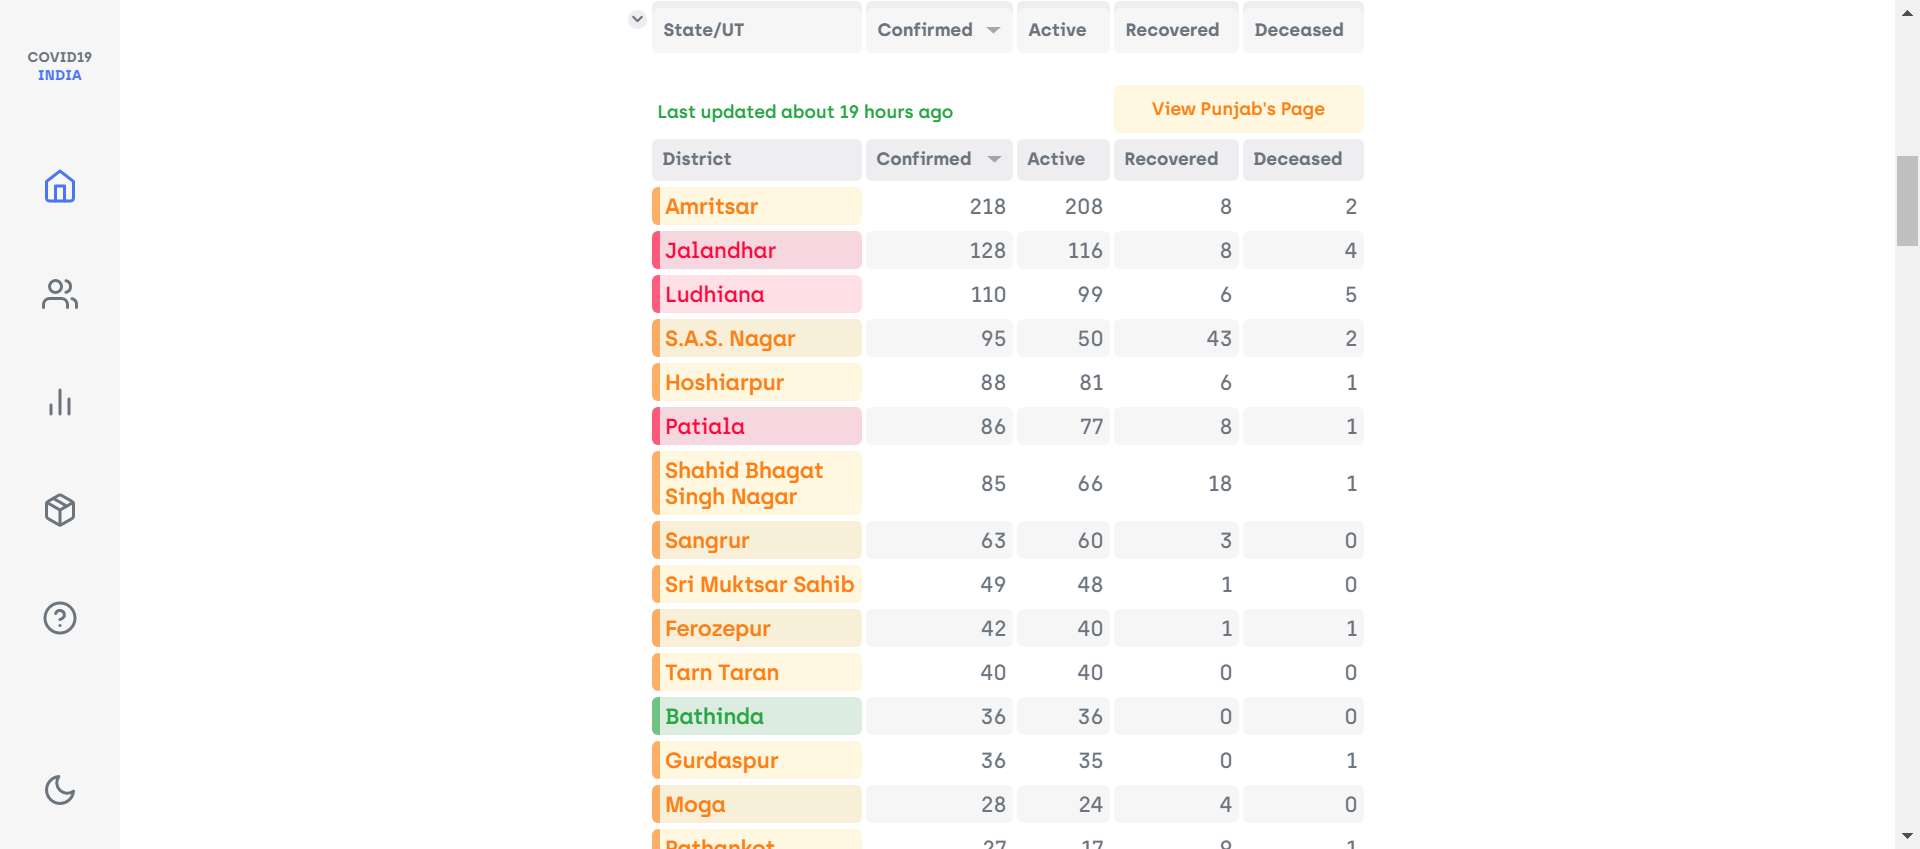 COVID19
INDIA
State/UT Confirmed Active Recovered Deceased
Last updated about 19 hours ago View Punjab's Page
District Confirmed Active Recovered Deceased
Amritsar 218 208 8 2
Jalandhar 128 116 8 4
Ludhiana 110 99 6 5
S.A.S. Nagar 95 50 43 2
Hoshiarpur 88 81 6 1
Patiala 86 77 8 1
Shahid Bhagat
Singh Nagar 85 66 18 1
Sangrur 63 60 3 0
Sri Muktsar Sahib 49 48 1 0
Ferozepur 42 40 1 1
Tarn Taran 40 40 0 0
Bathinda 36 36 0 0
Gurdaspur 36 35 0 1
Moga 28 24 4 0
Pathankot 27 17 9 1